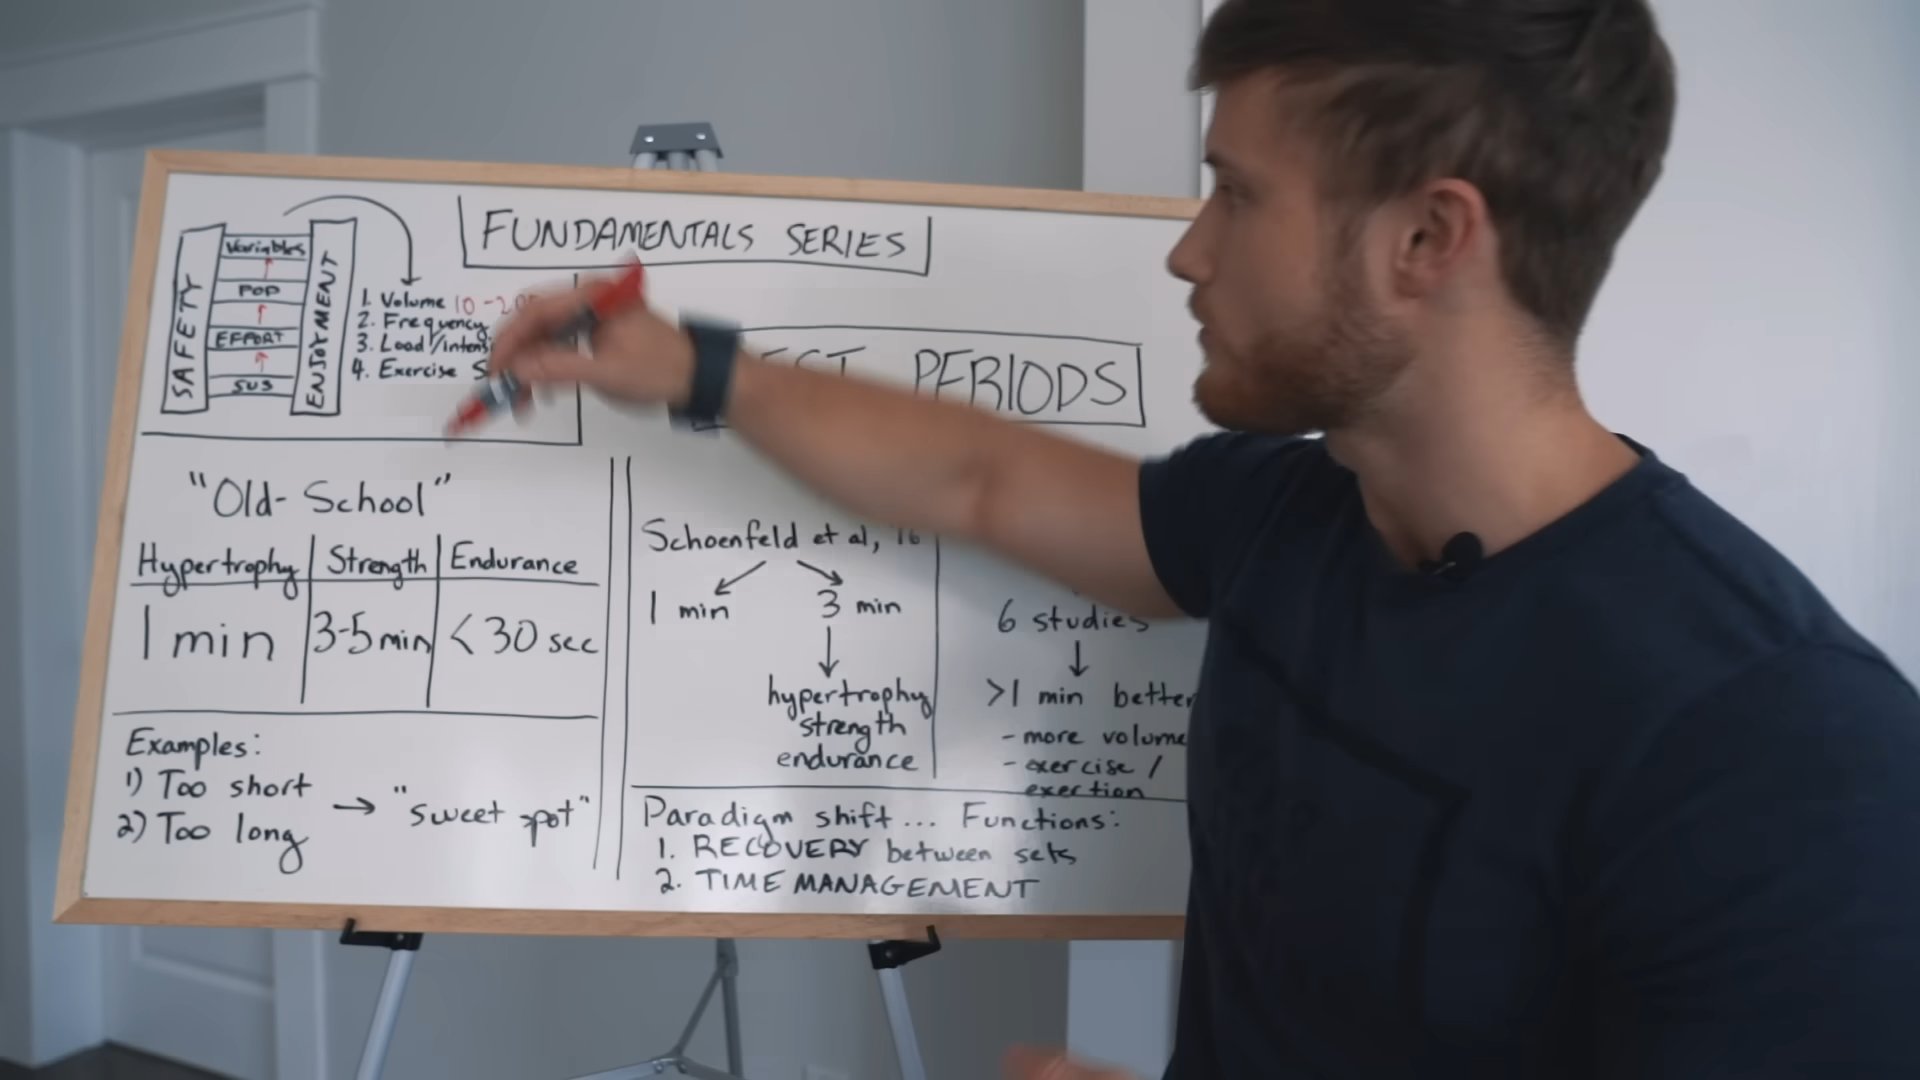 FUNDAMENTALS SERIES
SAFETY
Variables
POP
EFFORT
SUS
ENJOYMENT
1. Volume 10-20
2. Frequency
3. Load/intensi
4. Exercise S
PERIODS
"Old-School"
Hypertrophy Strength Endurance
1 min 3-5 min <30 sec
Examples:
1) Too short
2) Too long
→ "sweet spot"
Schoenfeld et al, 16
1 min 3 min
hypertrophy
strength
endurance
6 studies
>1 min better
- more volume
- exercise/
exertion
Paradigm shift... Functions:
1. RECOVERY between sets
2. TIME MANAGEMENT